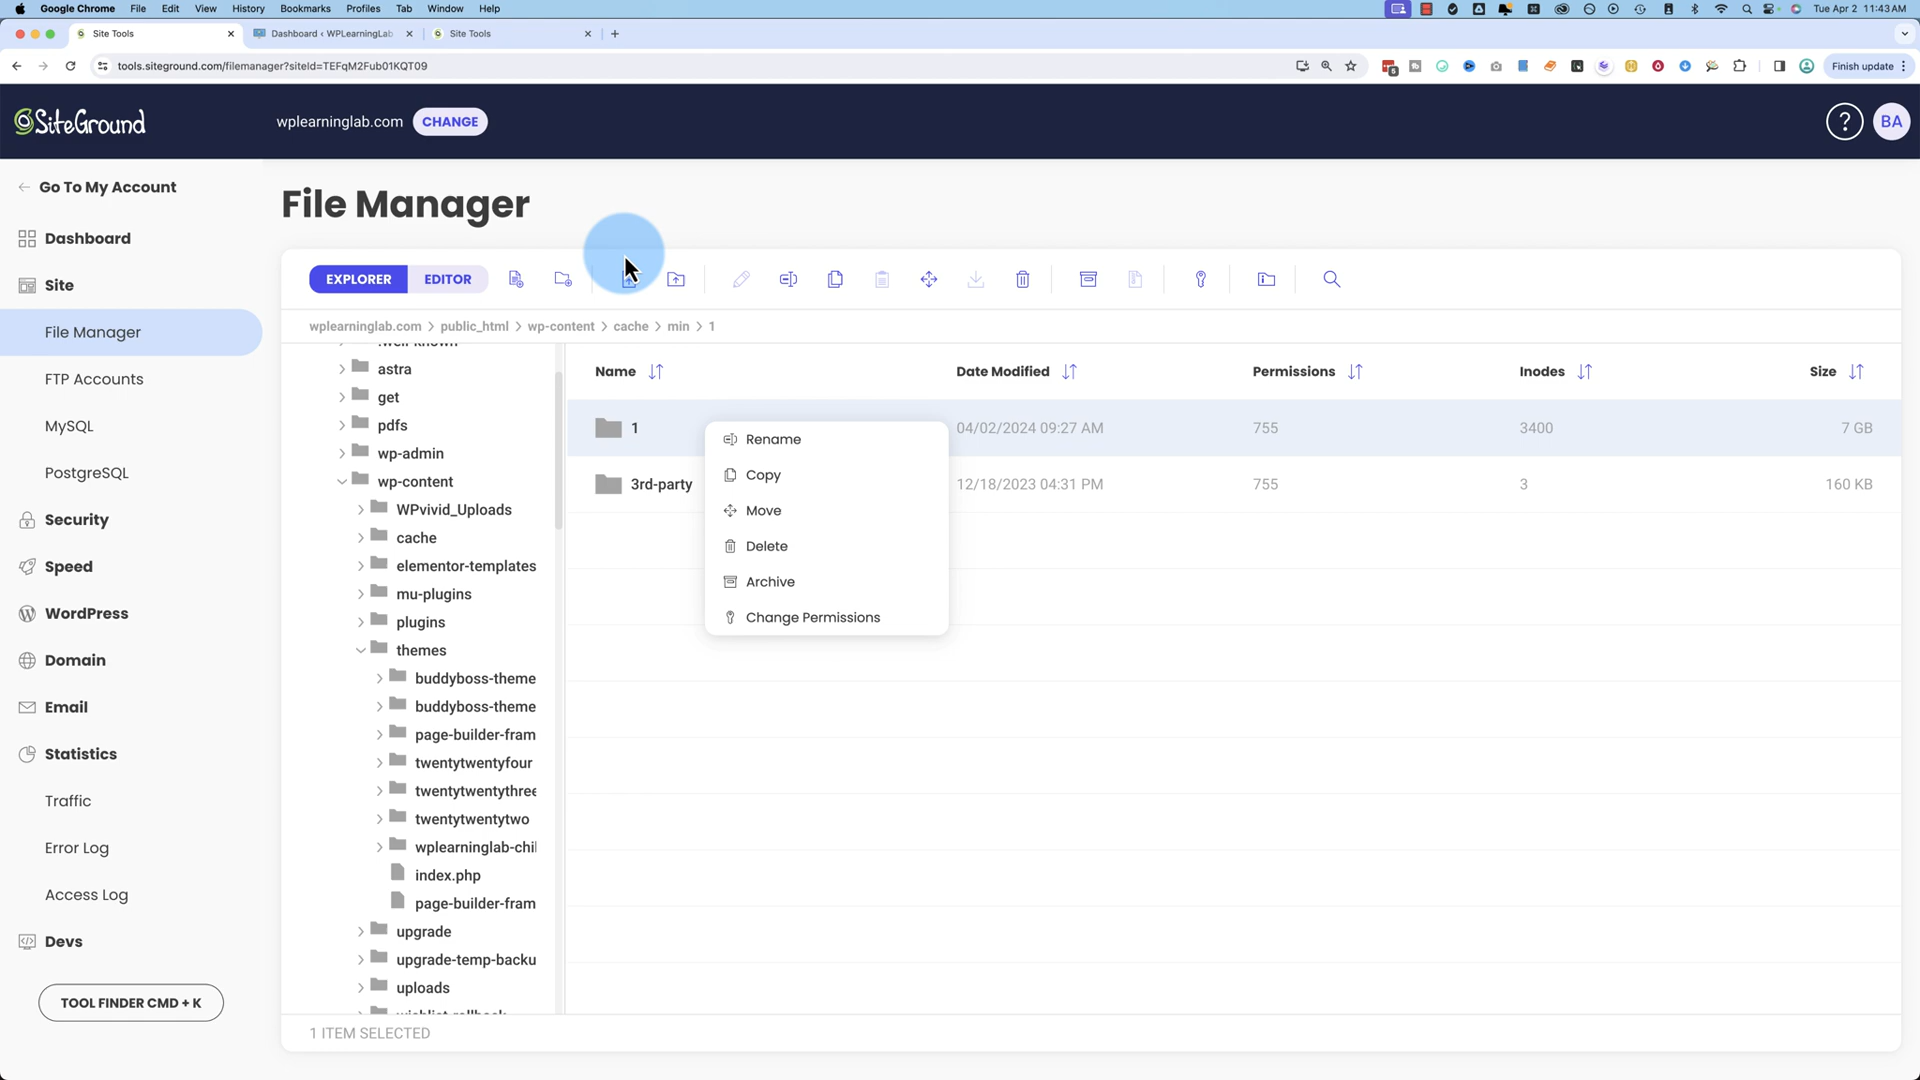 Google Chrome File Edit View History Bookmarks Profiles Tab Window Help Tue Apr 2 11:43 AM
Site Tools Dashboard ‹ WPLearningLab Site Tools
tools.siteground.com/filemanager?siteId=TEFqM2Fub01KQT09 5 Finish update
SiteGround wplearninglab.com CHANGE ? BA
Go To My Account
Dashboard
Site
File Manager
FTP Accounts
MySQL
PostgreSQL
Security
Speed
WordPress
Domain
Email
Statistics
Traffic
Error Log
Access Log
Devs
TOOL FINDER CMD + K
File Manager
EXPLORER EDITOR
wplearninglab.com > public_html > wp-content > cache > min > 1
.well-known
astra
get
pdfs
wp-admin
wp-content
WPvivid_Uploads
cache
elementor-templates
mu-plugins
plugins
themes
buddyboss-theme
buddyboss-theme
page-builder-fram
twentytwentyfour
twentytwentythree
twentytwentytwo
wplearninglab-chil
index.php
page-builder-fram
upgrade
upgrade-temp-backu
uploads
Name Date Modified Permissions Inodes Size
1 04/02/2024 09:27 AM 755 3400 7 GB
3rd-party 12/18/2023 04:31 PM 755 3 160 KB
Rename
Copy
Move
Delete
Archive
Change Permissions
1 ITEM SELECTED